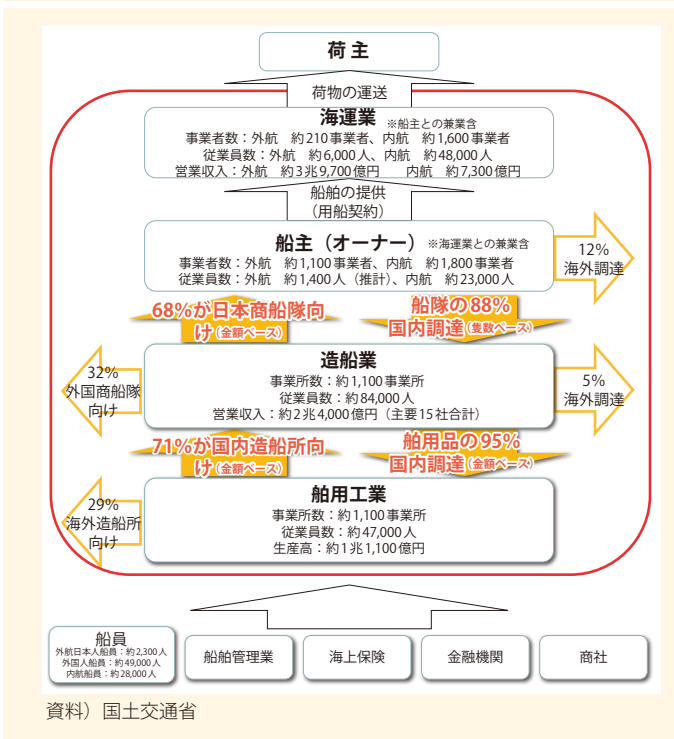 荷主
荷物の運送
海運業 ※船主との兼業含
事業者数：外航　約210事業者、内航　約1,600事業者
従業員数：外航　約6,000人、内航　約48,000人
営業収入：外航　約3兆9,700億円　　内航　約7,300億円
船舶の提供
（用船契約）
船主（オーナー） ※海運業との兼業含
事業者数：外航　約1,100事業者、内航　約1,800事業者
従業員数：外航　約1,400人（推計）、内航　約23,000人
12%
海外調達
68%が日本商船隊向
け（金額ベース）
船隊の88%
国内調達（隻数ベース）
造船業
事業所数：約1,100事業所
従業員数：約84,000人
営業収入：約2兆4,000億円（主要15社合計）
32%
外国商船隊
向け
5%
海外調達
71%が国内造船所向
け（金額ベース）
舶用品の95%
国内調達（金額ベース）
舶用工業
事業所数：約1,100事業所
従業員数：約47,000人
生産高：約1兆1,100億円
29%
海外造船所
向け
船員
外航日本人船員：約2,300人
外国人船員：約49,000人
内航船員：約28,000人
船舶管理業
海上保険
金融機関
商社
資料）国土交通省